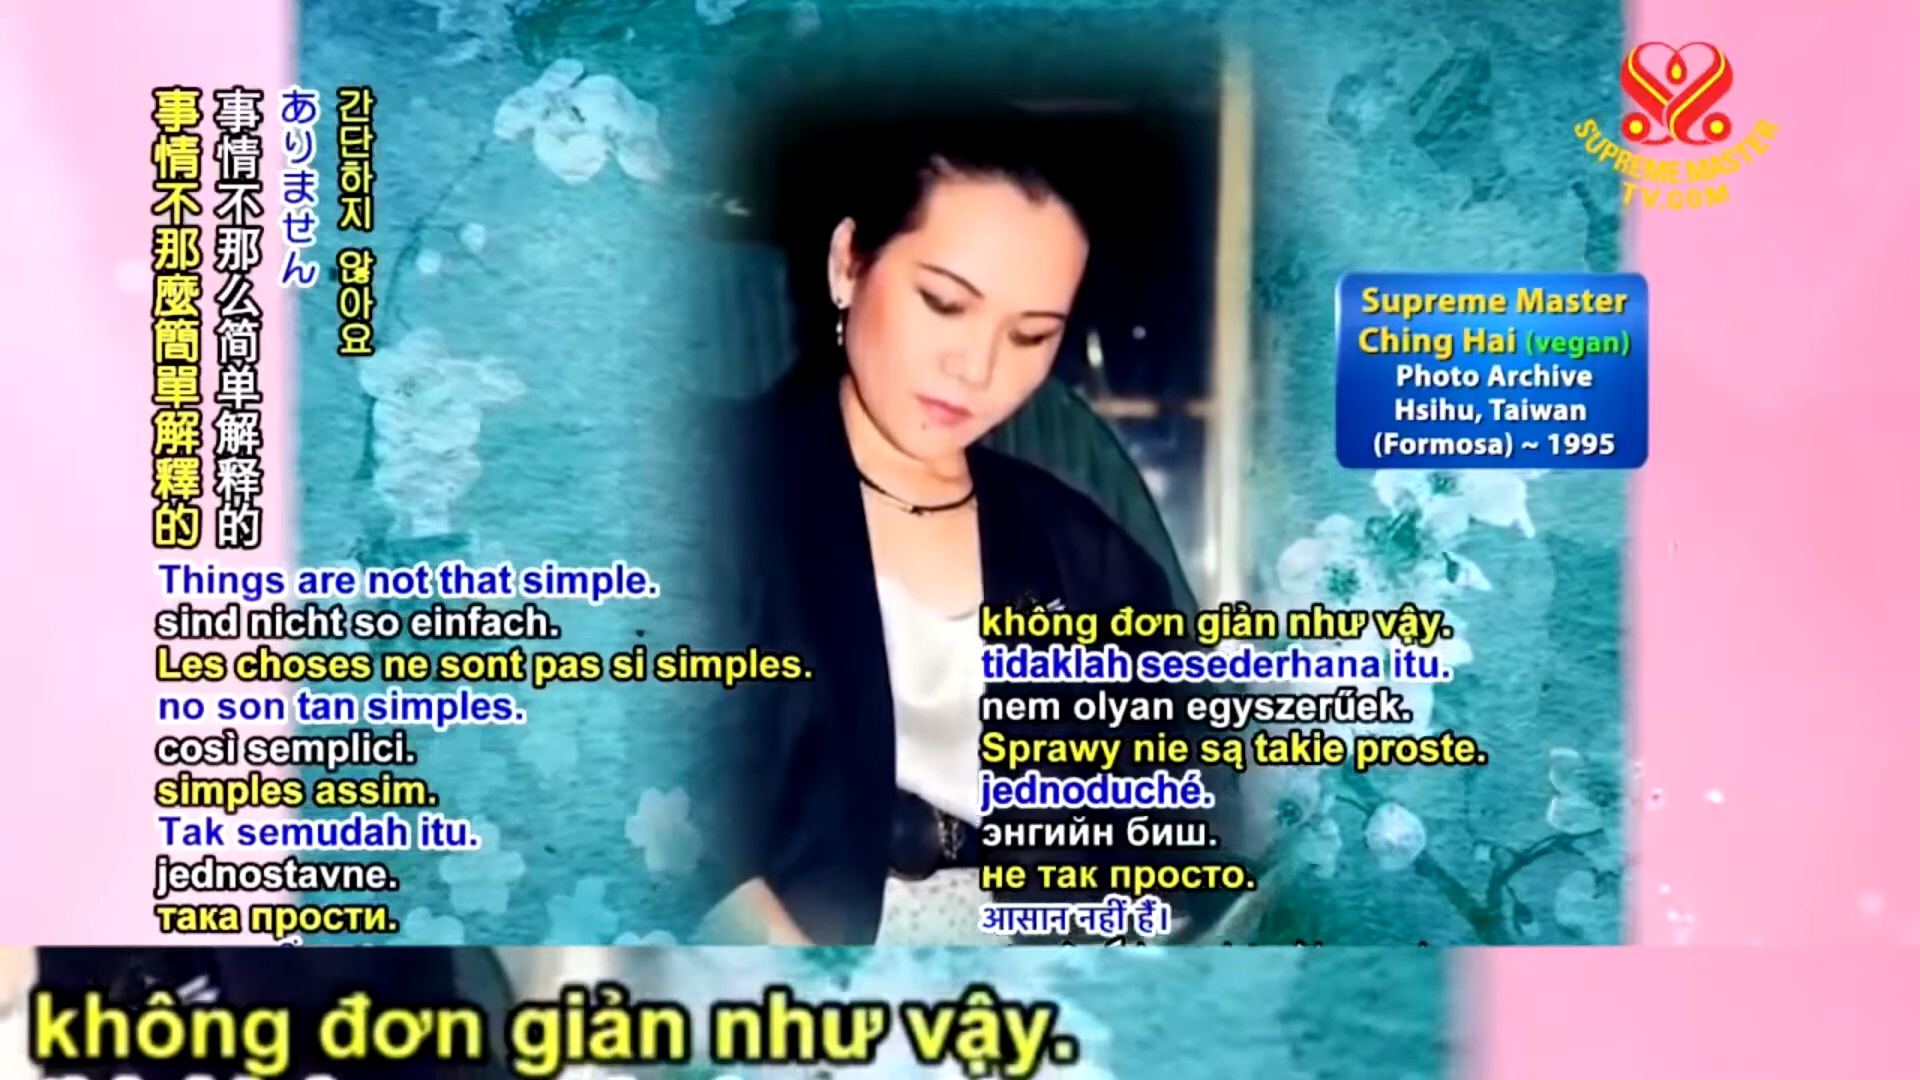 事情不那麼簡單解釋的
事情不那么简单解释的
ありません
간단하지 않아요
Things are not that simple.
sind nicht so einfach.
Les choses ne sont pas si simples.
no son tan simples.
così semplici.
simples assim.
Tak semudah itu.
jednostavne.
така прости.
không đơn giản như vậy.
tidaklah sesederhana itu.
nem olyan egyszerűek.
Sprawy nie są takie proste.
jednoduché.
энгийн биш.
не так просто.
आसान नहीं हैं।
SUPREME MASTER
TV.COM
Supreme Master
Ching Hai (vegan)
Photo Archive
Hsihu, Taiwan
(Formosa) ~ 1995
không đơn giản như vậy.